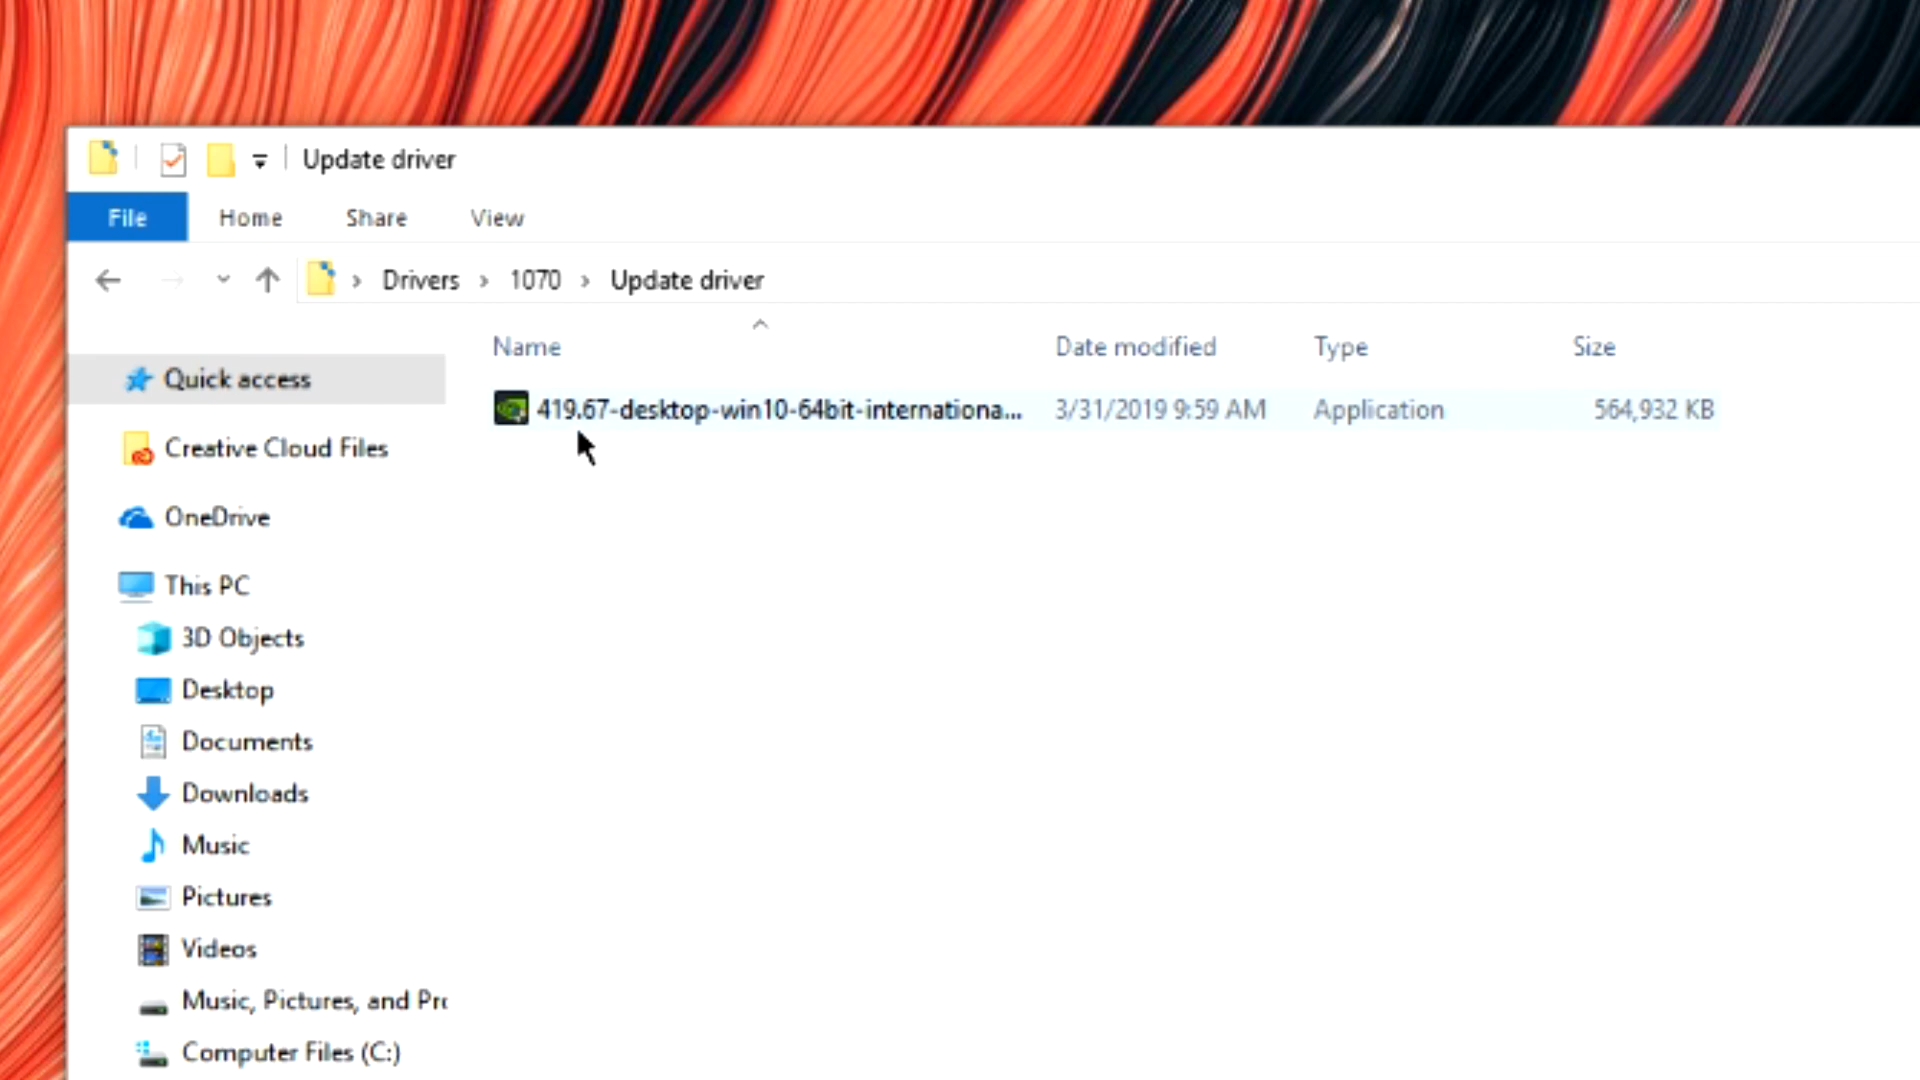 Update driver
File Home Share View
Drivers > 1070 > Update driver
Name Date modified Type Size
Quick access
419.67-desktop-win10-64bit-internationa... 3/31/2019 9:59 AM Application 564,932 KB
Creative Cloud Files
OneDrive
This PC
3D Objects
Desktop
Documents
Downloads
Music
Pictures
Videos
Music, Pictures, and Pro
Computer Files (C:)